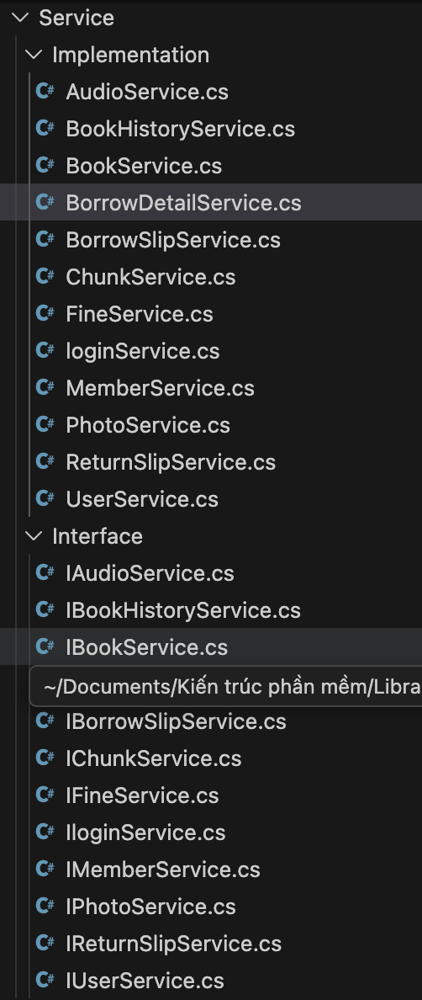 Service
Implementation
C# AudioService.cs
C# BookHistoryService.cs
C# BookService.cs
C# BorrowDetailService.cs
C# BorrowSlipService.cs
C# ChunkService.cs
C# FineService.cs
C# loginService.cs
C# MemberService.cs
C# PhotoService.cs
C# ReturnSlipService.cs
C# UserService.cs
Interface
C# IAudioService.cs
C# IBookHistoryService.cs
C# IBookService.cs
~/Documents/Kiến trúc phần mềm/Libra
C# IBorrowSlipService.cs
C# IChunkService.cs
C# IFineService.cs
C# IloginService.cs
C# IMemberService.cs
C# IPhotoService.cs
C# IReturnSlipService.cs
C# IUserService.cs